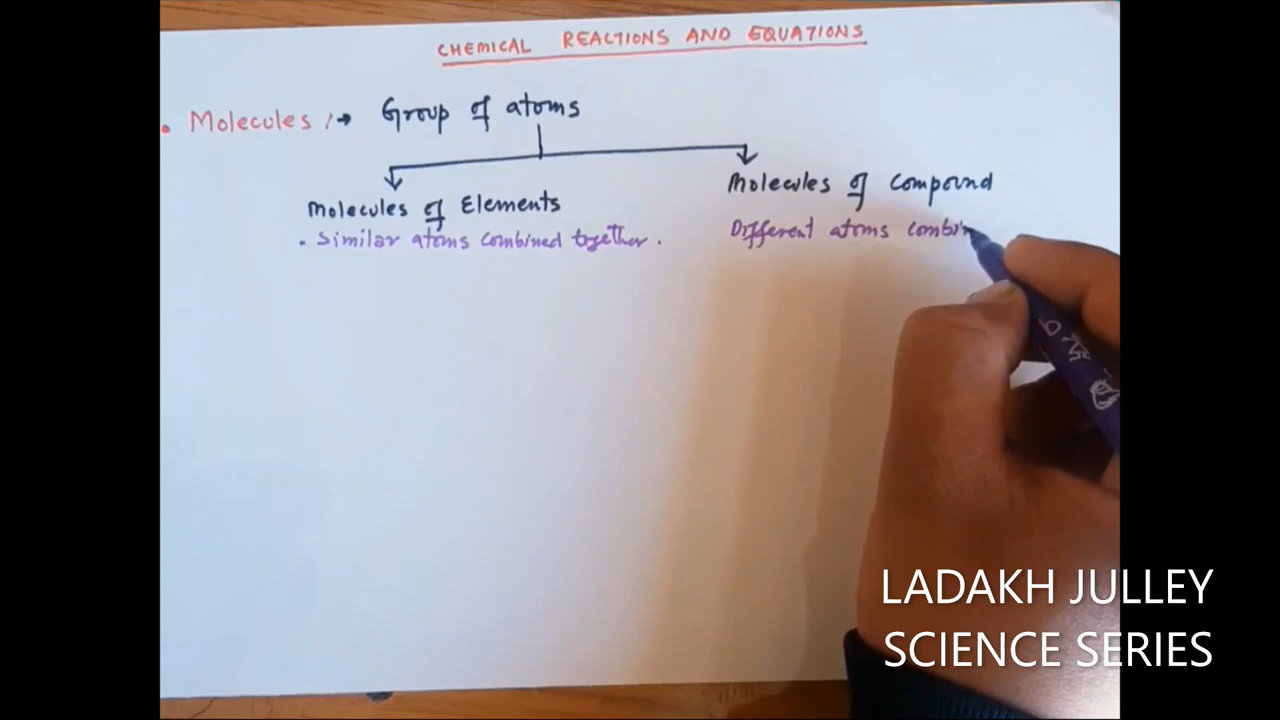 CHEMICAL REACTIONS AND EQUATIONS
• Molecules :→ Group of atoms
Molecules of Elements
• Similar atoms combined together.
Molecules of Compound
Different atoms combin
LADAKH JULLEY
SCIENCE SERIES